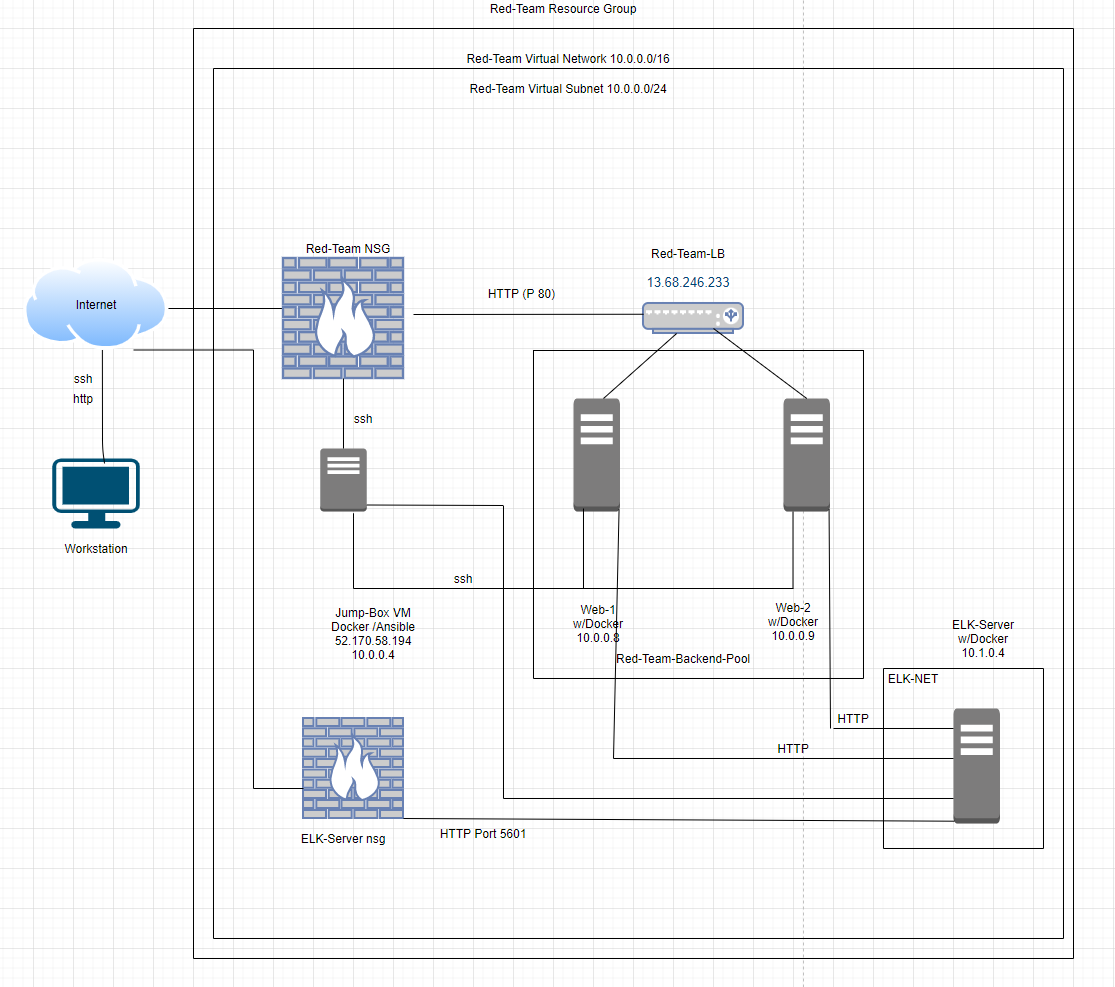 Red-Team Resource Group
Red-Team Virtual Network 10.0.0.0/16
Red-Team Virtual Subnet 10.0.0.0/24
Red-Team NSG
Red-Team-LB
13.68.246.233
HTTP (P 80)
Internet
ssh
http
ssh
Workstation
ssh
Jump-Box VM
Docker /Ansible
52.170.58.194
10.0.0.4
Web-1
w/Docker
10.0.0.8
Web-2
w/Docker
10.0.0.9
Red-Team-Backend-Pool
ELK-Server
w/Docker
10.1.0.4
ELK-NET
HTTP
HTTP
ELK-Server nsg
HTTP Port 5601